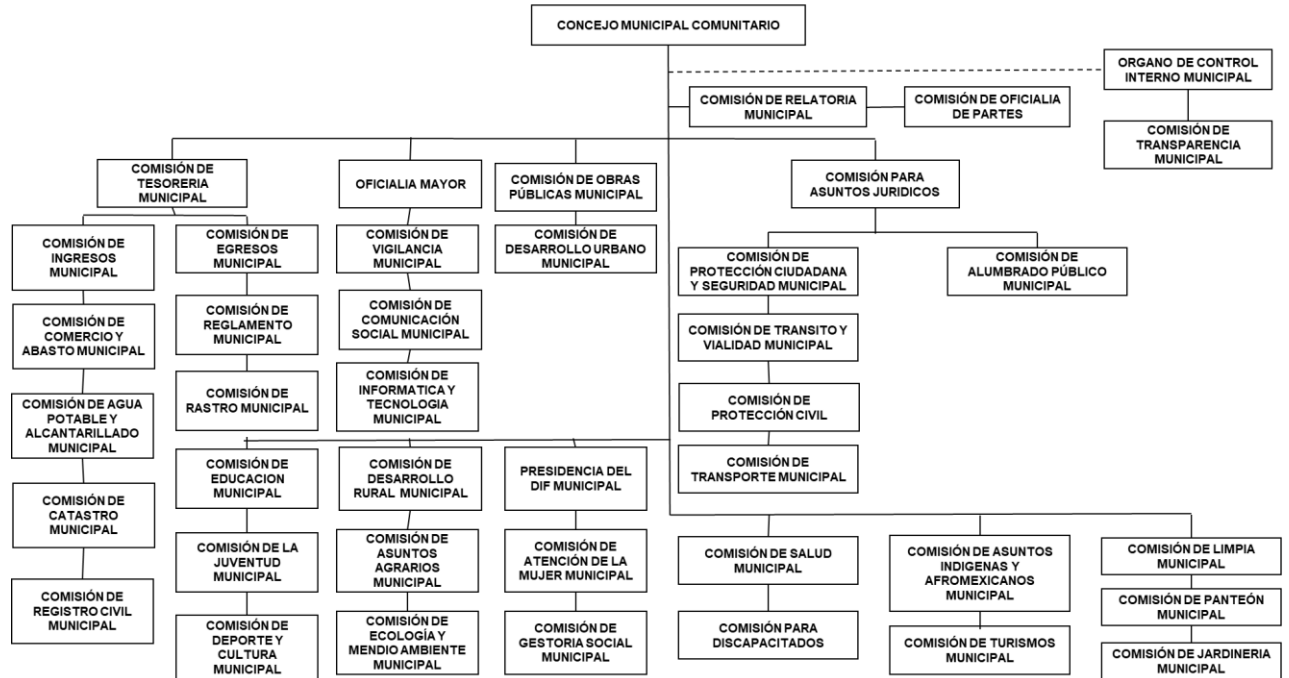 CONCEJO MUNICIPAL COMUNITARIO
ORGANO DE CONTROL
INTERNO MUNICIPAL
COMISIÓN DE RELATORIA
MUNICIPAL
COMISIÓN DE OFICIALIA
DE PARTES
COMISIÓN DE
TRANSPARENCIA
MUNICIPAL
COMISIÓN DE
TESORERIA
MUNICIPAL
OFICIALIA MAYOR
COMISIÓN DE OBRAS
PÚBLICAS MUNICIPAL
COMISIÓN PARA
ASUNTOS JURIDICOS
COMISIÓN DE
INGRESOS
MUNICIPAL
COMISIÓN DE
EGRESOS
MUNICIPAL
COMISIÓN DE
VIGILANCIA
MUNICIPAL
COMISIÓN DE
DESARROLLO URBANO
MUNICIPAL
COMISIÓN DE
PROTECCIÓN CIUDADANA
Y SEGURIDAD MUNICIPAL
COMISIÓN DE
ALUMBRADO PÚBLICO
MUNICIPAL
COMISIÓN DE
COMERCIO Y
ABASTO MUNICIPAL
COMISIÓN DE
REGLAMENTO
MUNICIPAL
COMISIÓN DE
COMUNICACIÓN
SOCIAL MUNICIPAL
COMISIÓN DE TRANSITO Y
VIALIDAD MUNICIPAL
COMISIÓN DE AGUA
POTABLE Y
ALCANTARILLADO
MUNICIPAL
COMISIÓN DE
RASTRO MUNICIPAL
COMISIÓN DE
INFORMATICA Y
TECNOLOGIA
MUNICIPAL
COMISIÓN DE
PROTECCIÓN CIVIL
COMISIÓN DE
CATASTRO
MUNICIPAL
COMISIÓN DE
EDUCACION
MUNICIPAL
COMISIÓN DE
DESARROLLO
RURAL MUNICIPAL
PRESIDENCIA DEL
DIF MUNICIPAL
COMISIÓN DE
TRANSPORTE MUNICIPAL
COMISIÓN DE
REGISTRO CIVIL
MUNICIPAL
COMISIÓN DE LA
JUVENTUD
MUNICIPAL
COMISIÓN DE
ASUNTOS
AGRARIOS
MUNICIPAL
COMISIÓN DE
ATENCIÓN DE LA
MUJER MUNICIPAL
COMISIÓN DE SALUD
MUNICIPAL
COMISIÓN DE ASUNTOS
INDIGENAS Y
AFROMEXICANOS
MUNICIPAL
COMISIÓN DE LIMPIA
MUNICIPAL
COMISIÓN DE PANTEÓN
MUNICIPAL
COMISIÓN DE
DEPORTE Y
CULTURA
MUNICIPAL
COMISIÓN DE
ECOLOGÍA Y
MENDIO AMBIENTE
MUNICIPAL
COMISIÓN DE
GESTORIA SOCIAL
MUNICIPAL
COMISIÓN PARA
DISCAPACITADOS
COMISIÓN DE TURISMOS
MUNICIPAL
COMISIÓN DE JARDINERIA
MUNICIPAL